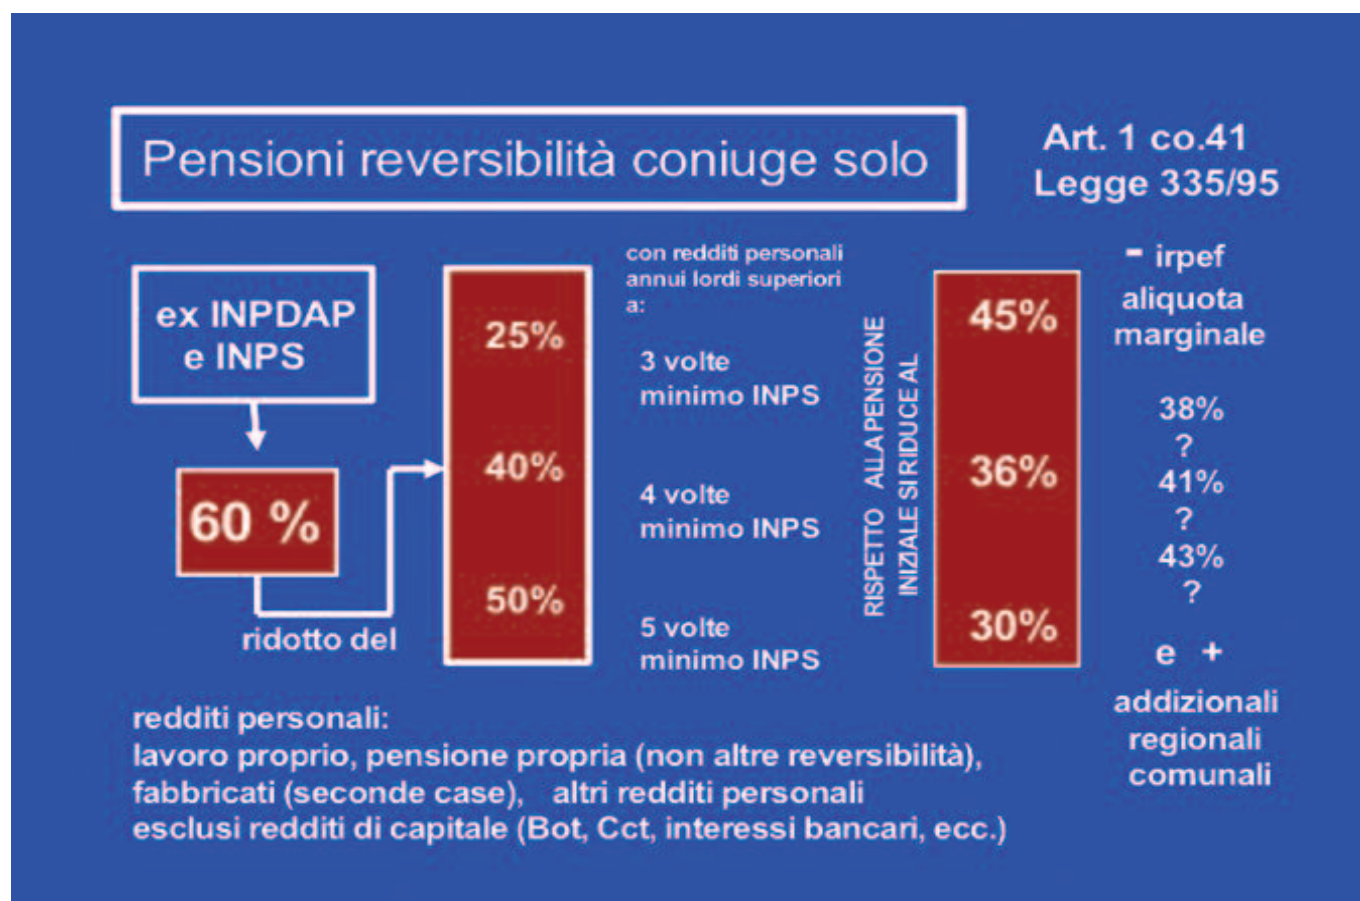 Pensioni reversibilità coniuge solo
Art. 1 co.41
Legge 335/95
ex INPDAP
e INPS
60 %
ridotto del
25%
40%
50%
con redditi personali
annui lordi superiori
a:
3 volte
minimo INPS
4 volte
minimo INPS
5 volte
minimo INPS
RISPETTO ALLA PENSIONE
INIZIALE SI RIDUCE AL
45%
36%
30%
- irpef
aliquota
marginale
38%
?
41%
?
43%
?
e +
addizionali
regionali
comunali
redditi personali:
lavoro proprio, pensione propria (non altre reversibilità),
fabbricati (seconde case), altri redditi personali
esclusi redditi di capitale (Bot, Cct, interessi bancari, ecc.)